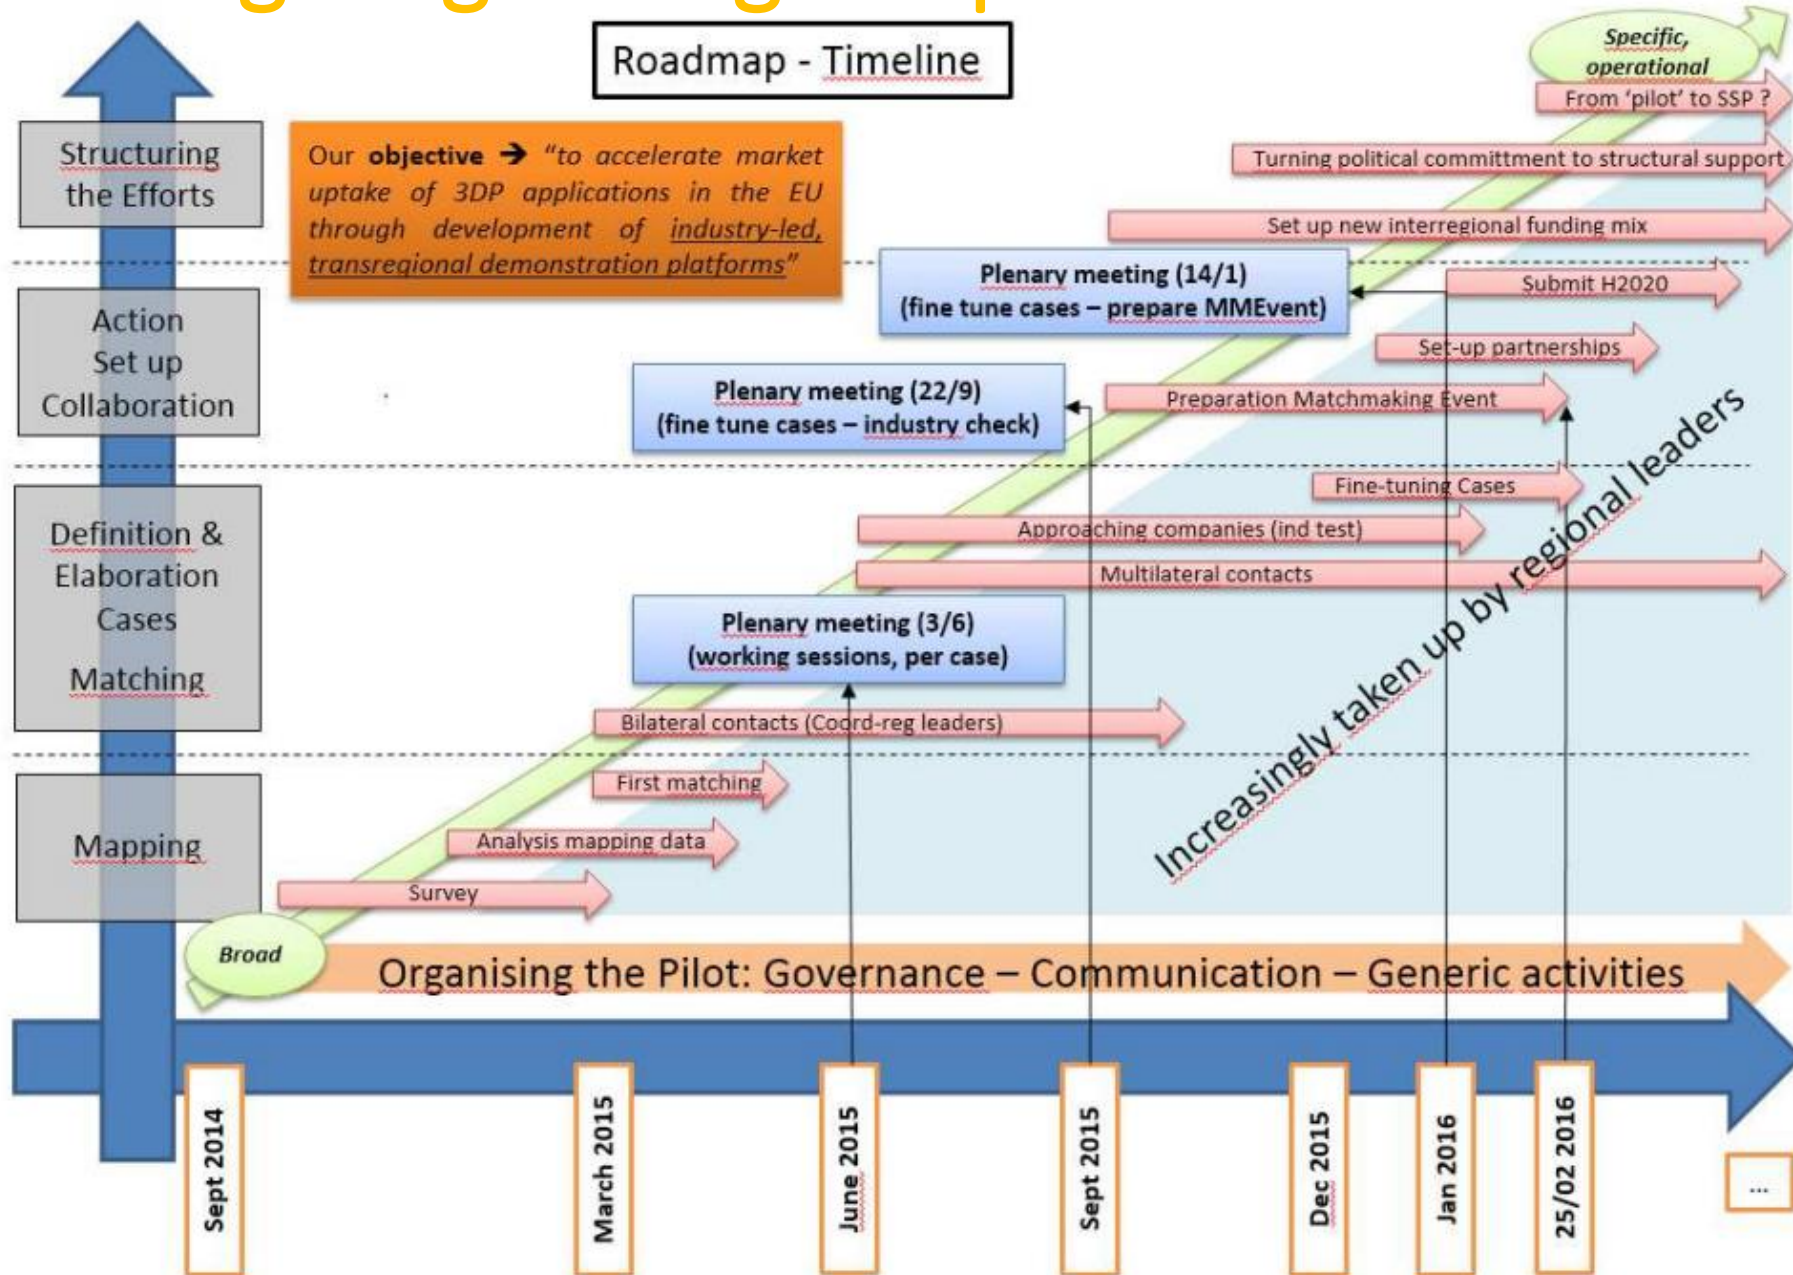 Roadmap - Timeline
Specific,
operational
From 'pilot' to SSP ?
Structuring
the Efforts
Our objective → "to accelerate market
uptake of 3DP applications in the EU
through development of industry-led,
transregional demonstration platforms"
Turning political committment to structural support
Set up new interregional funding mix
Plenary meeting (14/1)
(fine tune cases – prepare MMEvent)
Submit H2020
Action
Set up
Collaboration
Set-up partnerships
Plenary meeting (22/9)
(fine tune cases – industry check)
Preparation Matchmaking Event
Fine-tuning Cases
Definition &
Elaboration
Cases
Matching
Approaching companies (ind test)
Multilateral contacts
Plenary meeting (3/6)
(working sessions, per case)
Bilateral contacts (Coord-reg leaders)
Increasingly taken up by regional leaders
First matching
Mapping
Analysis mapping data
Survey
Broad
Organising the Pilot: Governance – Communication – Generic activities
Sept 2014
March 2015
June 2015
Sept 2015
Dec 2015
Jan 2016
25/02 2016
...